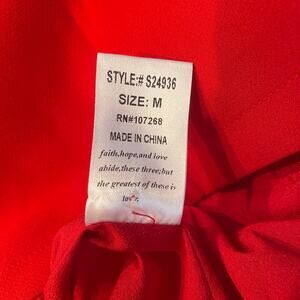 STYLE:# S24936
SIZE: M
RN#107268
MADE IN CHINA
faith,hope,and love
abide,these three;but
the greatest of these is
love.